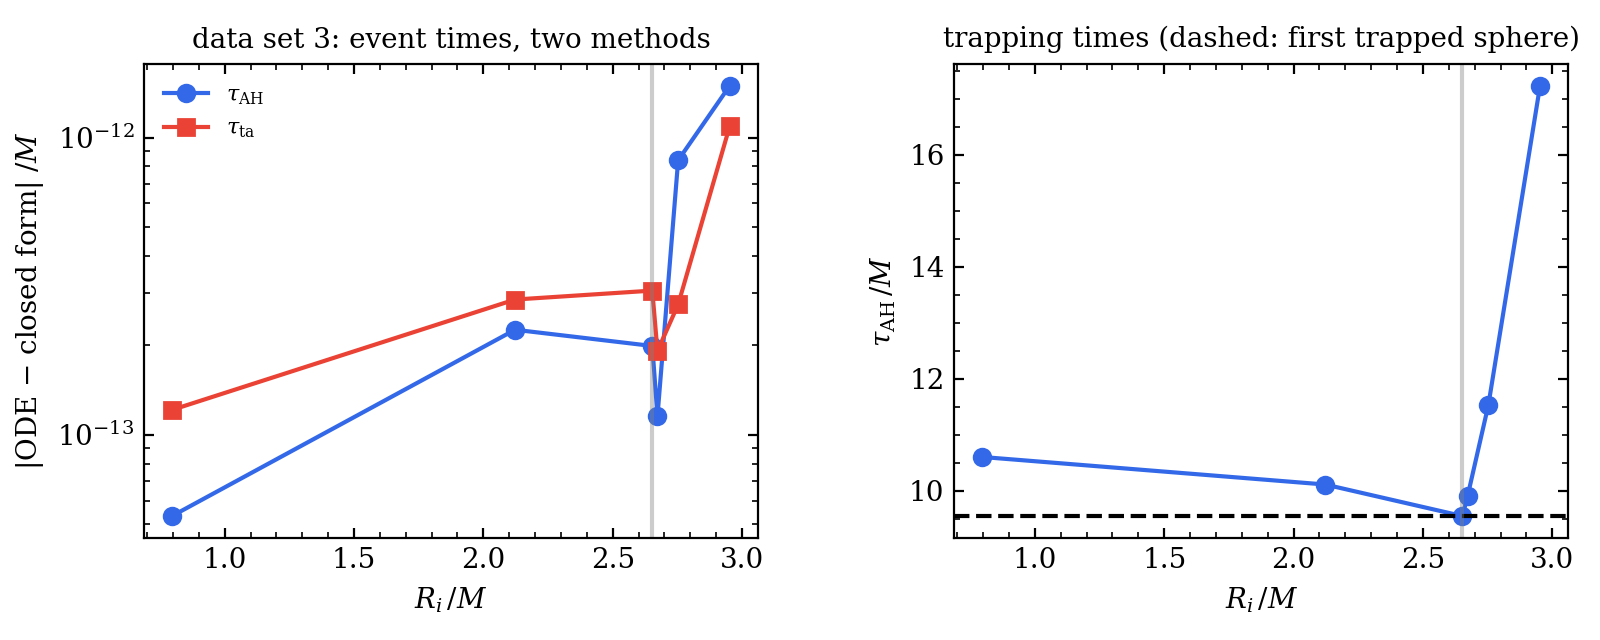 data set 3: event times, two methods
|ODE − closed form| /M
10⁻¹²
10⁻¹³
τ_AH
τ_ta
1.0 1.5 2.0 2.5 3.0
R_i/M
trapping times (dashed: first trapped sphere)
τ_AH/M
16
14
12
10
1.0 1.5 2.0 2.5 3.0
R_i/M